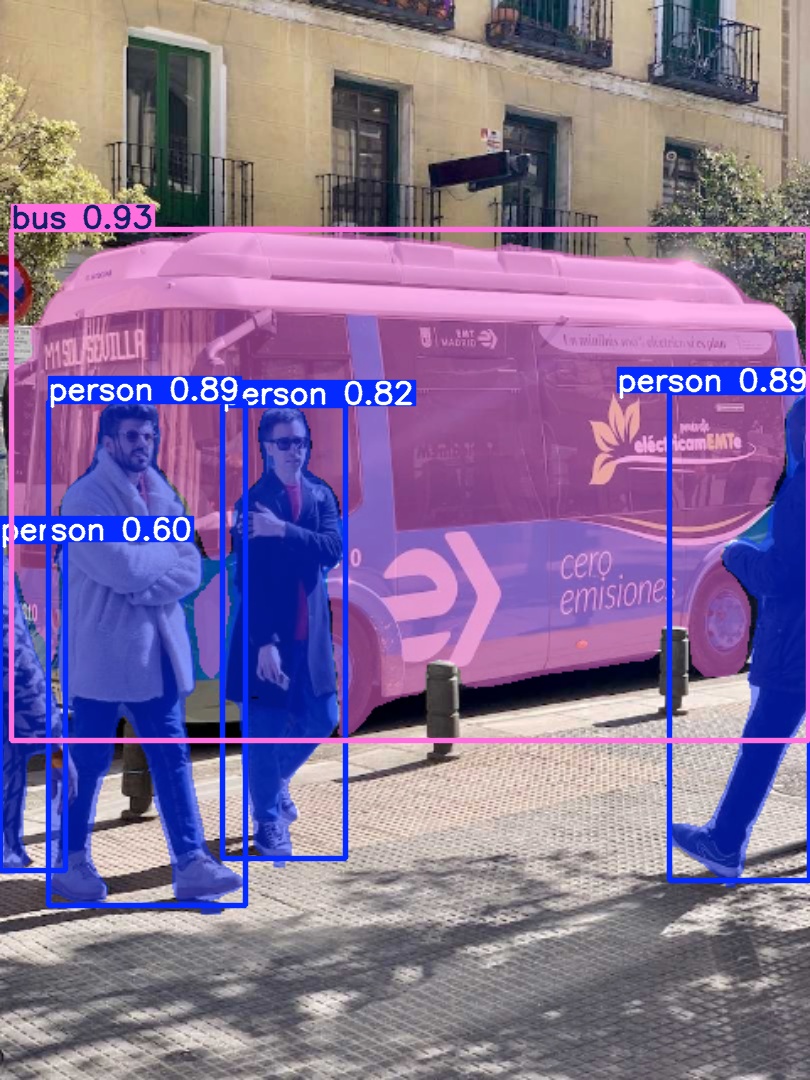 bus 0.93
M1 SOL/SEVILLA
EMT
MADRID
person 0.89
person 0.82
person 0.89
eléctricamEMTe
person 0.60
cero
emisiones